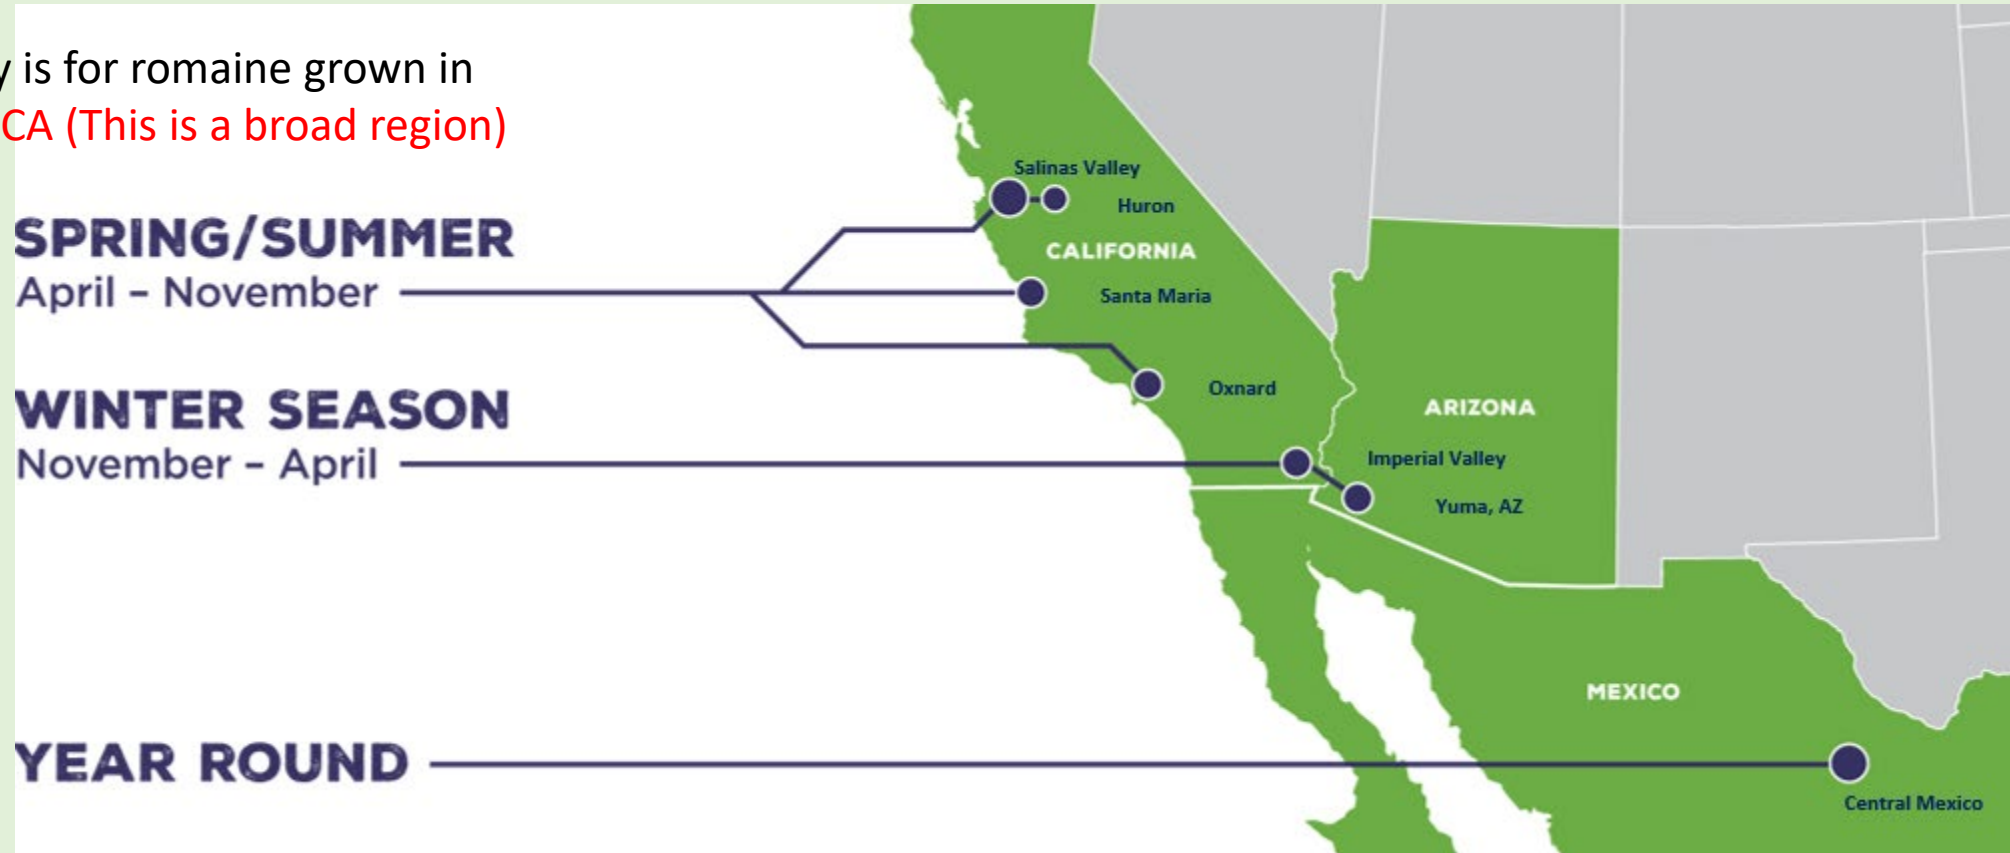 y is for romaine grown in
CA (This is a broad region)
SPRING/SUMMER
April – November
WINTER SEASON
November – April
YEAR ROUND
Salinas Valley
Huron
CALIFORNIA
Santa Maria
Oxnard
ARIZONA
Imperial Valley
Yuma, AZ
MEXICO
Central Mexico